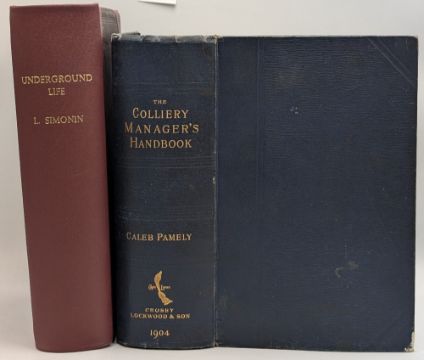 UNDERGROUND
LIFE
L. SIMONIN
THE
COLLIERY
MANAGER'S
HANDBOOK
CALEB PAMELY
CROSBY
LOCKWOOD & SON
1904